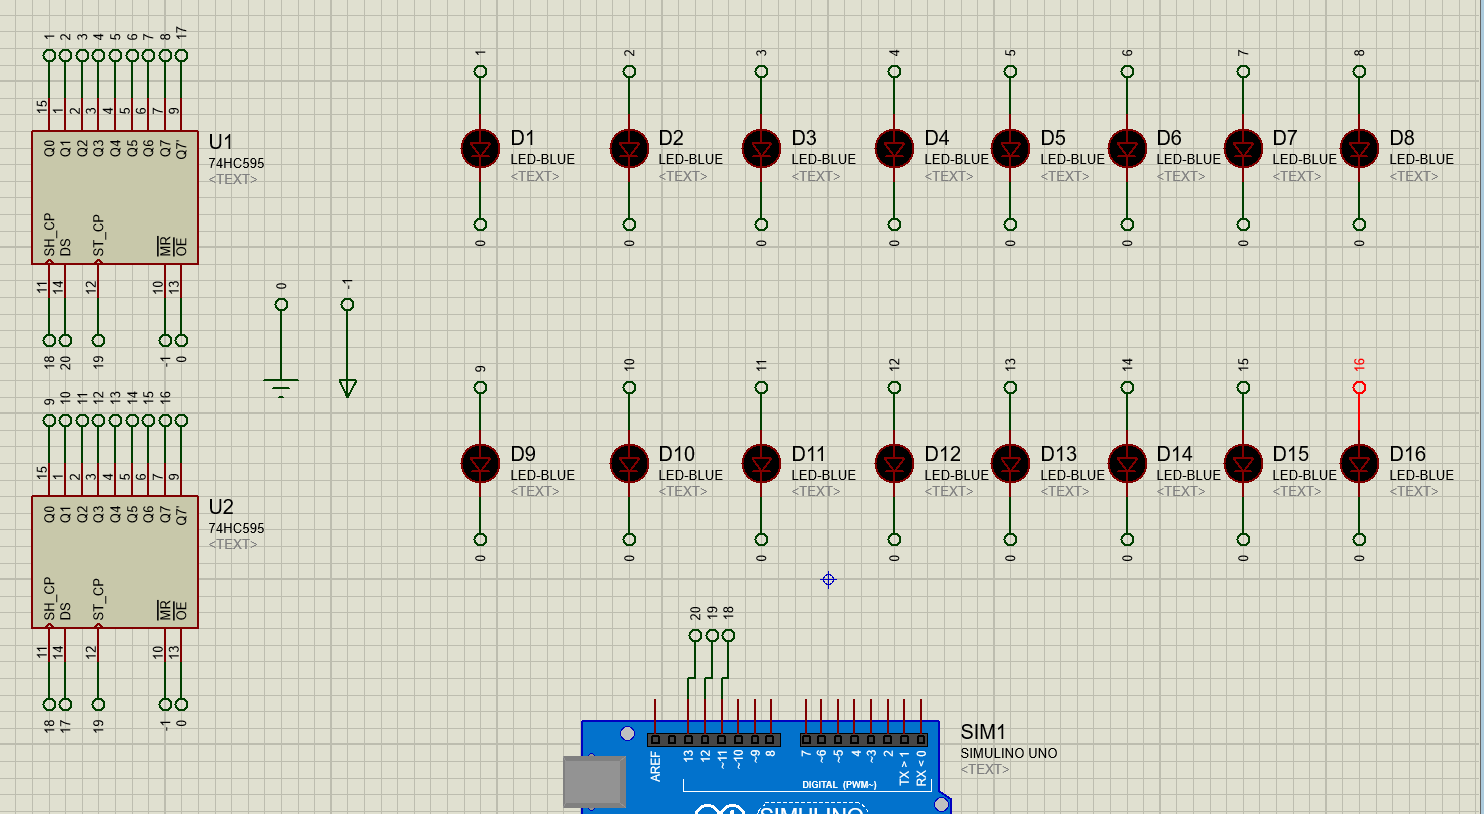 1 2 3 4 5 6 7 8 17
15 1 2 3 4 5 6 7 9
Q0 Q1 Q2 Q3 Q4 Q5 Q6 Q7 Q7'
U1
74HC595
<TEXT>
SH_CP DS ST_CP MR OE
11 14 12 10 13
18 20 19 -1 0
0 -1
1 2 3 4 5 6 7 8
D1 D2 D3 D4 D5 D6 D7 D8
LED-BLUE LED-BLUE LED-BLUE LED-BLUE LED-BLUE LED-BLUE LED-BLUE LED-BLUE
<TEXT> <TEXT> <TEXT> <TEXT> <TEXT> <TEXT> <TEXT> <TEXT>
0 0 0 0 0 0 0 0
9 10 11 12 13 14 15 16
15 1 2 3 4 5 6 7 9
Q0 Q1 Q2 Q3 Q4 Q5 Q6 Q7 Q7'
U2
74HC595
<TEXT>
SH_CP DS ST_CP MR OE
11 14 12 10 13
18 17 19 -1 0
9 10 11 12 13 14 15 16
D9 D10 D11 D12 D13 D14 D15 D16
LED-BLUE LED-BLUE LED-BLUE LED-BLUE LED-BLUE LED-BLUE LED-BLUE LED-BLUE
<TEXT> <TEXT> <TEXT> <TEXT> <TEXT> <TEXT> <TEXT> <TEXT>
0 0 0 0 0 0 0 0
20 19 18
SIM1
SIMULINO UNO
<TEXT>
AREF 13 12 ~11 ~10 ~9 8 7 ~6 ~5 4 ~3 2 TX > 1 RX < 0
DIGITAL (PWM~)
SIMULINO